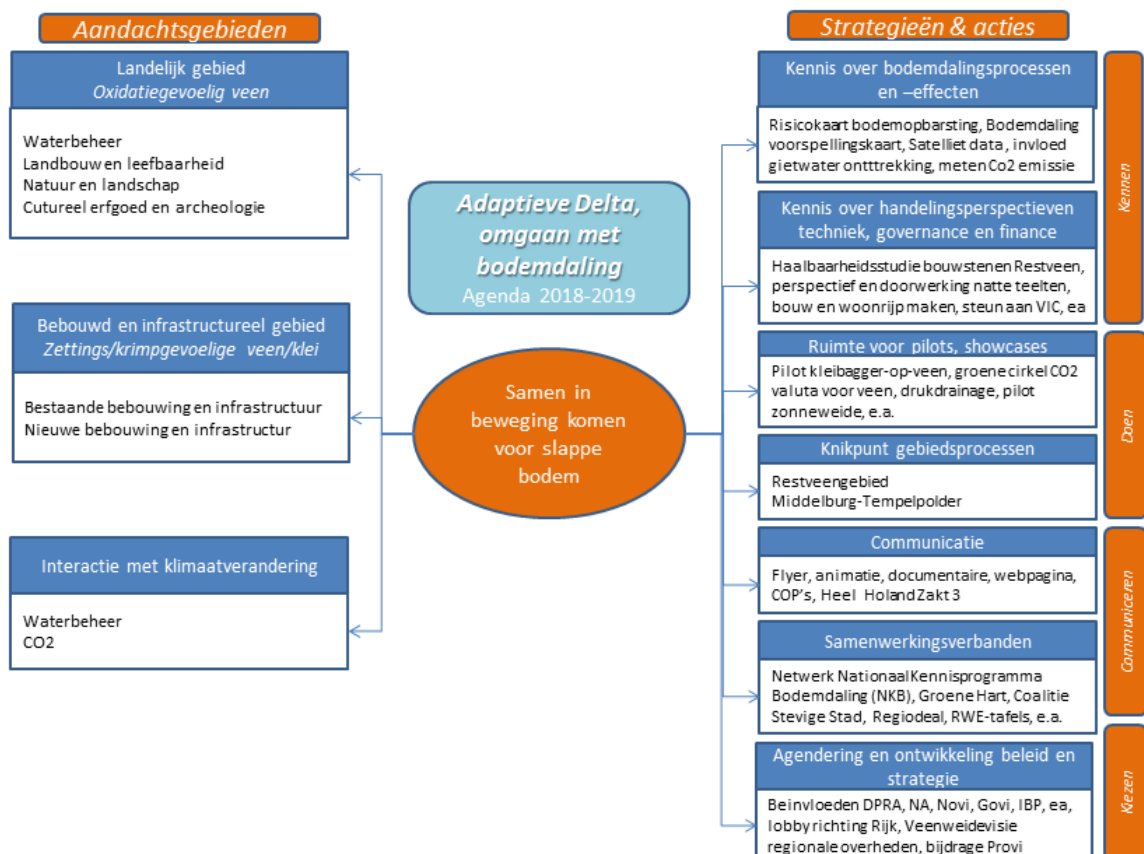 Aandachtsgebieden
Landelijk gebied
Oxidatiegevoelig veen
Waterbeheer
Landbouw en leefbaarheid
Natuur en landschap
Cutureel erfgoed en archeologie
Bebouwd en infrastructureel gebied
Zettings/krimpgevoelige veen/klei
Bestaande bebouwing en infrastructuur
Nieuwe bebouwing en infrastructur
Interactie met klimaatverandering
Waterbeheer
CO2
Adaptieve Delta,
omgaan met
bodemdaling
Agenda 2018-2019
Samen in
beweging komen
voor slappe
bodem
Strategieën & acties
Kennis over bodemdalingsprocessen
en –effecten
Risicokaart bodemopbarsting, Bodemdaling
voorspellingskaart, Satelliet data , invloed
gietwater ontttrekking, meten Co2 emissie
Kennis over handelingsperspectieven
techniek, governance en finance
Haalbaarheidsstudie bouwstenen Restveen,
perspectief en doorwerking natte teelten,
bouw en woonrijp maken, steun aan VIC, ea
Kennen
Ruimte voor pilots, showcases
Pilot kleibagger-op-veen, groene cirkel CO2
valuta voor veen, drukdrainage, pilot
zonneweide, e.a.
Knikpunt gebiedsprocessen
Restveengebied
Middelburg-Tempelpolder
Doen
Communicatie
Flyer, animatie, documentaire, webpagina,
COP's, Heel Holand Zakt 3
Samenwerkingsverbanden
Netwerk Nationaal Kennisprogramma
Bodemdaling (NKB), Groene Hart, Coalitie
Stevige Stad, Regiodeal, RWE-tafels, e.a.
Communiceren
Agendering en ontwikkeling beleid en
strategie
Beinvloeden DPRA, NA, Novi, Govi, IBP, ea,
lobby richting Rijk, Veenweidevisie
regionale overheden, bijdrage Provi
Kiezen